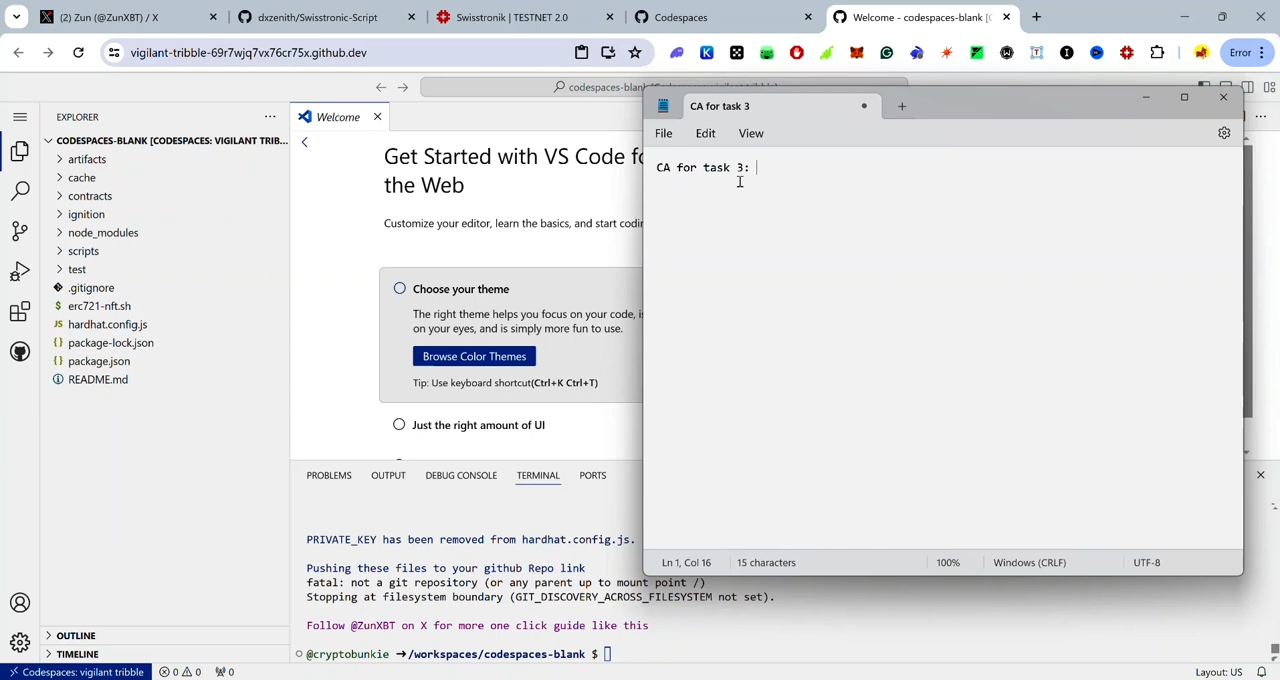 (2) Zun (@ZunXBT) / X
dxzenith/Swisstronic-Script
Swisstronik | TESTNET 2.0
Codespaces
Welcome - codespaces-blank [C
vigilant-tribble-69r7wjq7vx76cr75x.github.dev
Error
EXPLORER
CODESPACES-BLANK [CODESPACES: VIGILANT TRIB...
artifacts
cache
contracts
ignition
node_modules
scripts
test
.gitignore
$ erc721-nft.sh
JS hardhat.config.js
{ } package-lock.json
{ } package.json
README.md
OUTLINE
TIMELINE
Welcome
Get Started with VS Code fo
the Web
Customize your editor, learn the basics, and start codin
Choose your theme
The right theme helps you focus on your code, is
on your eyes, and is simply more fun to use.
Browse Color Themes
Tip: Use keyboard shortcut(Ctrl+K Ctrl+T)
Just the right amount of UI
PROBLEMS OUTPUT DEBUG CONSOLE TERMINAL PORTS
PRIVATE_KEY has been removed from hardhat.config.js.
Pushing these files to your github Repo link
fatal: not a git repository (or any parent up to mount point /)
Stopping at filesystem boundary (GIT_DISCOVERY_ACROSS_FILESYSTEM not set).
Follow @ZunXBT on X for more one click guide like this
@cryptobunkie →/workspaces/codespaces-blank $
CA for task 3
File Edit View
CA for task 3:
Ln 1, Col 16 15 characters 100% Windows (CRLF) UTF-8
Codespaces: vigilant tribble 0 0 0 Layout: US